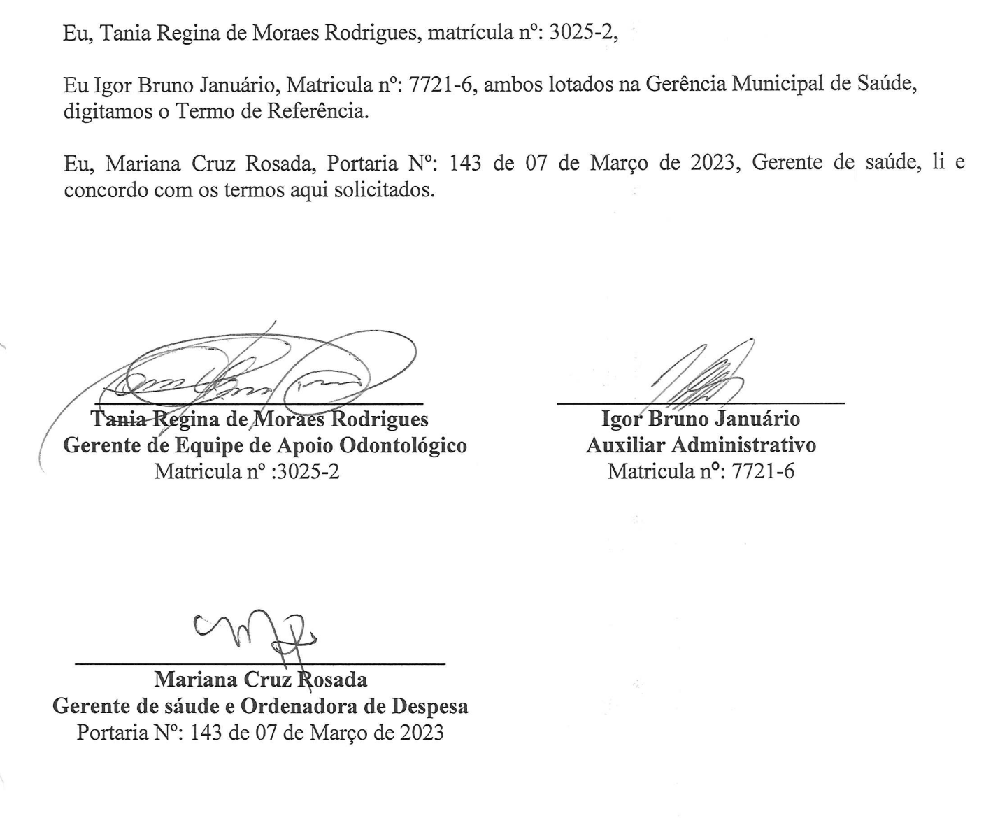 Eu, Tania Regina de Moraes Rodrigues, matrícula nº: 3025-2,
Eu Igor Bruno Januário, Matricula nº: 7721-6, ambos lotados na Gerência Municipal de Saúde,
digitamos o Termo de Referência.
Eu, Mariana Cruz Rosada, Portaria Nº: 143 de 07 de Março de 2023, Gerente de saúde, li e
concordo com os termos aqui solicitados.
Tania Regina de Moraes Rodrigues
Gerente de Equipe de Apoio Odontológico
Matricula nº :3025-2
Igor Bruno Januário
Auxiliar Administrativo
Matricula nº: 7721-6
Mariana Cruz Rosada
Gerente de sáude e Ordenadora de Despesa
Portaria Nº: 143 de 07 de Março de 2023